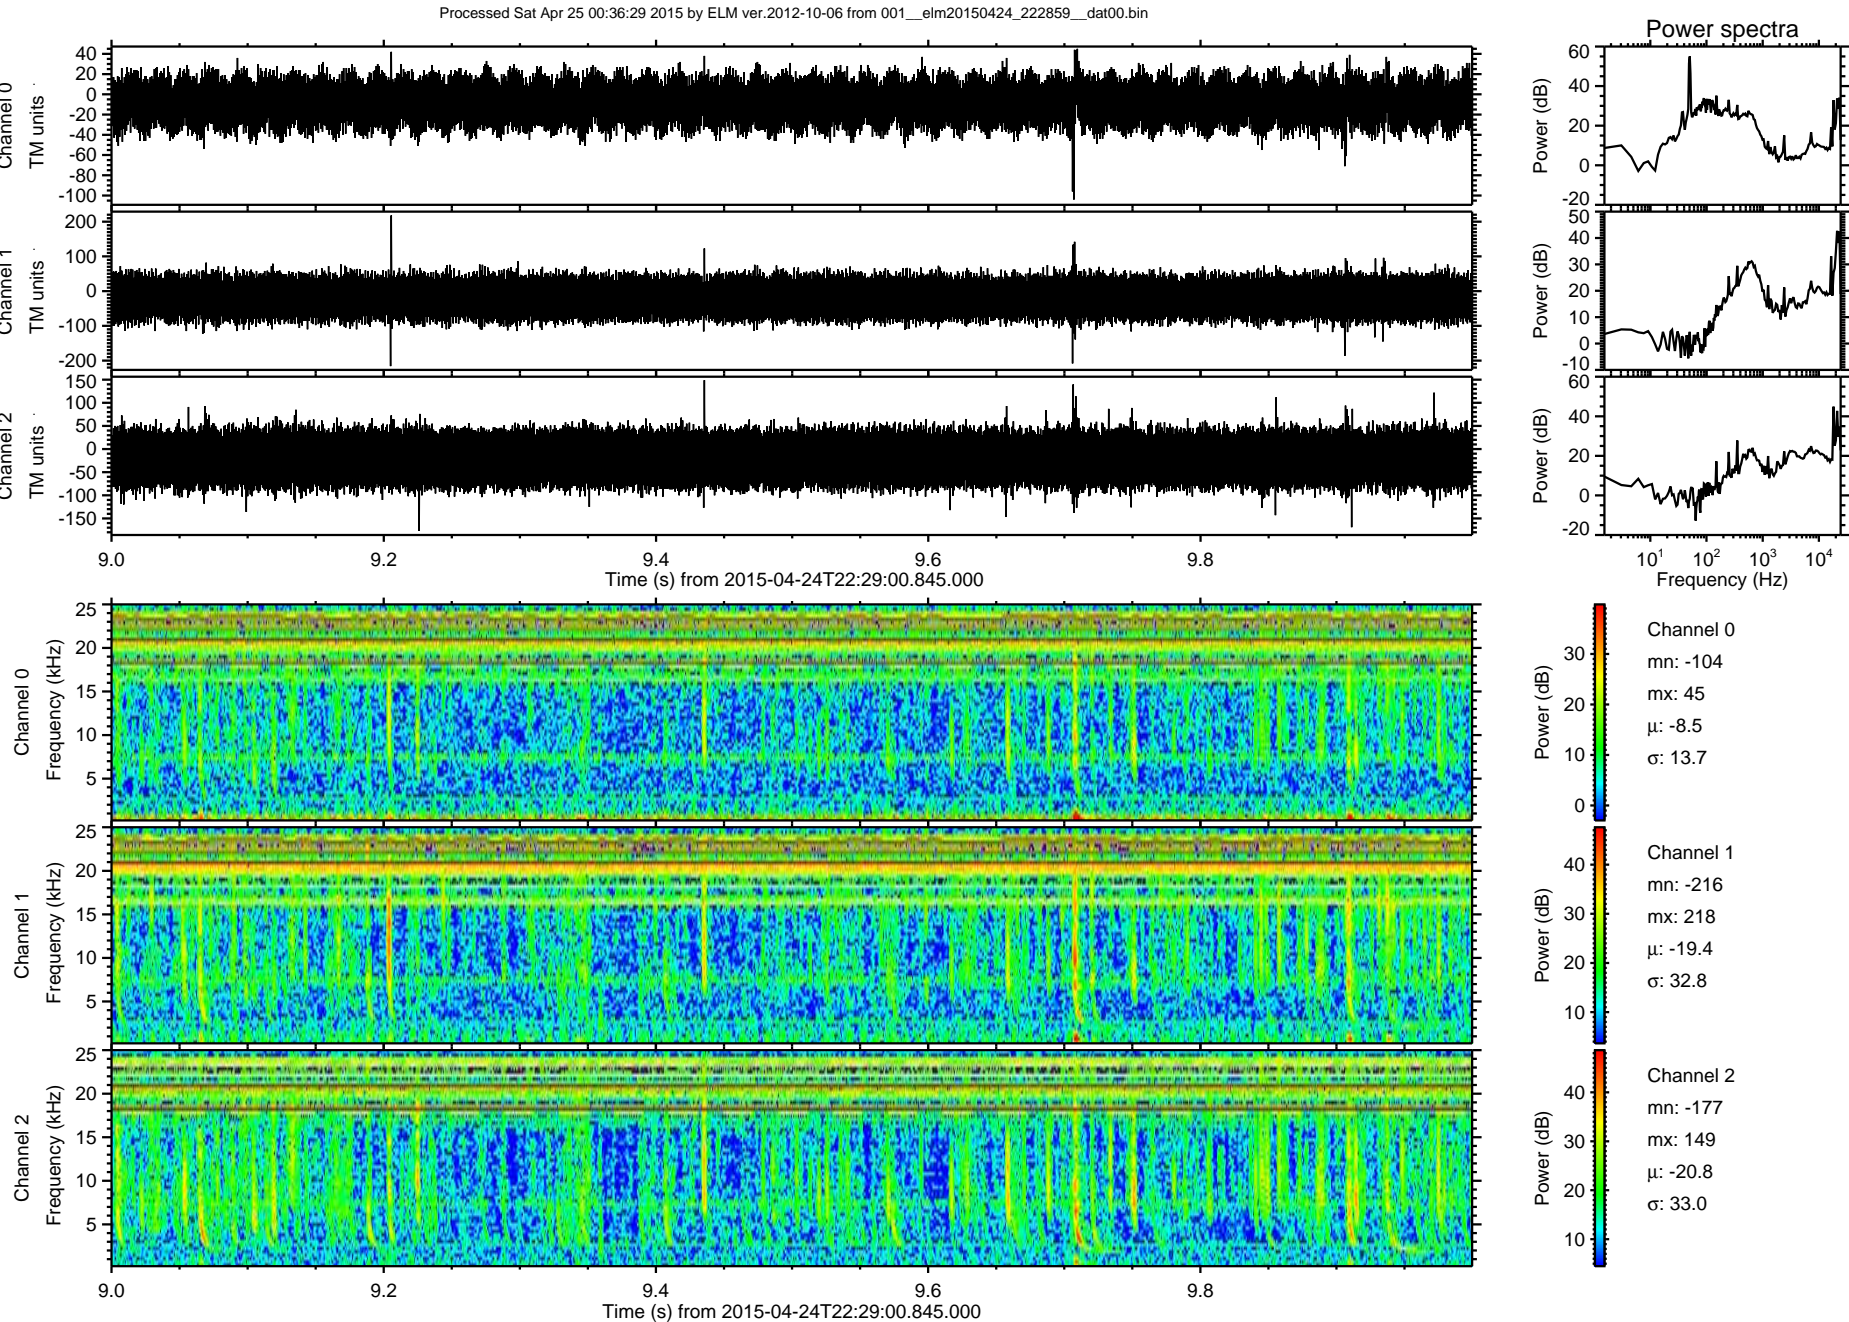 Processed Sat Apr 25 00:36:29 2015 by ELM ver.2012-10-06 from 001__elm20150424_222859__dat00.bin
Power spectra
Channel 0
TM units
40
20
0
-20
-40
-60
-80
-100
Power (dB)
60
40
20
0
-20
Channel 1
TM units
200
100
0
-100
-200
Power (dB)
50
40
30
20
10
0
-10
Channel 2
TM units
150
100
50
0
-50
-100
-150
Power (dB)
60
40
20
0
-20
9.0 9.2 9.4 9.6 9.8
Time (s) from 2015-04-24T22:29:00.845.000
10¹ 10² 10³ 10⁴
Frequency (Hz)
Channel 0
Frequency (kHz)
25
20
15
10
5
Power (dB)
30
20
10
0
Channel 0
mn: -104
mx: 45
μ: -8.5
σ: 13.7
Channel 1
Frequency (kHz)
25
20
15
10
5
Power (dB)
40
30
20
10
Channel 1
mn: -216
mx: 218
μ: -19.4
σ: 32.8
Channel 2
Frequency (kHz)
25
20
15
10
5
Power (dB)
40
30
20
10
Channel 2
mn: -177
mx: 149
μ: -20.8
σ: 33.0
9.0 9.2 9.4 9.6 9.8
Time (s) from 2015-04-24T22:29:00.845.000